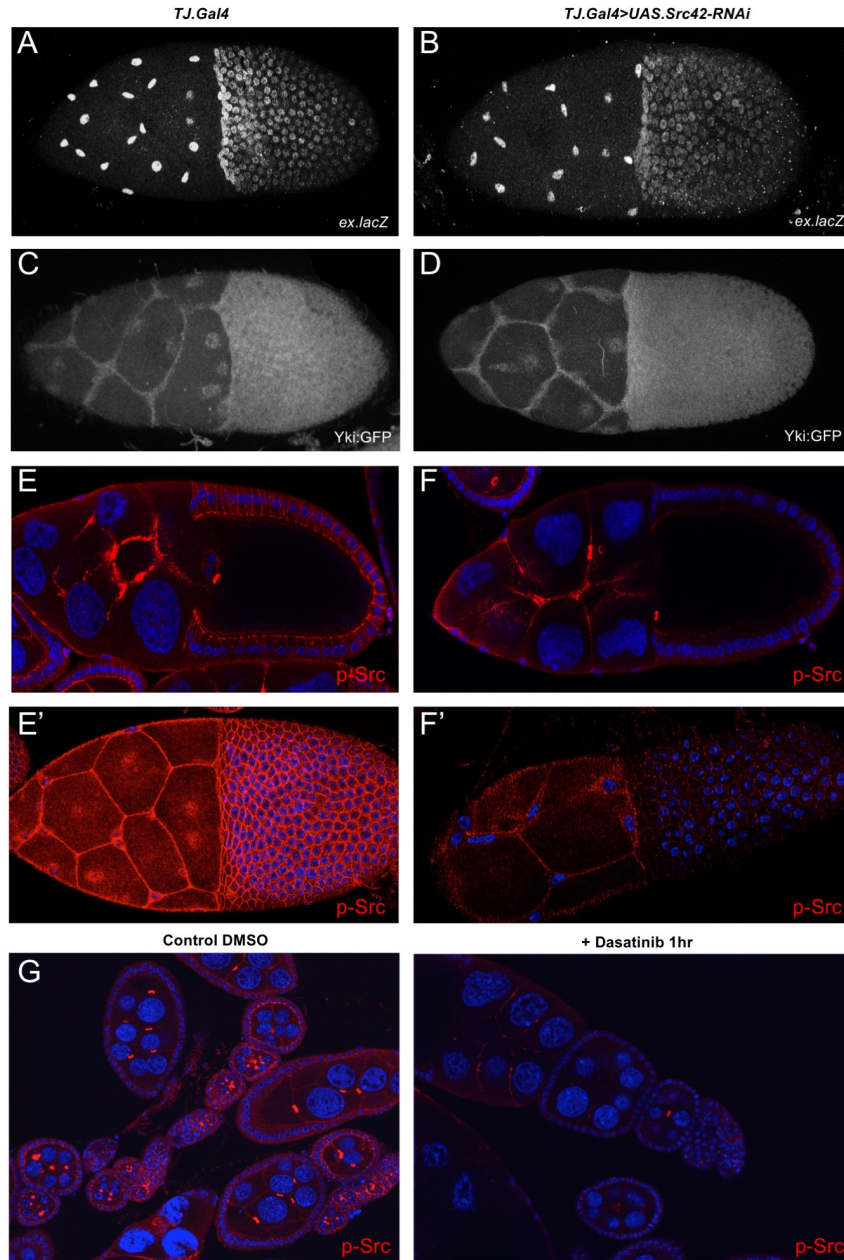 TJ.Gal4
TJ.Gal4>UAS.Src42-RNAi
A
ex.lacZ
B
ex.lacZ
C
Yki:GFP
D
Yki:GFP
E
p-Src
F
p-Src
E’
p-Src
F’
p-Src
Control DMSO
+ Dasatinib 1hr
G
p-Src
p-Src